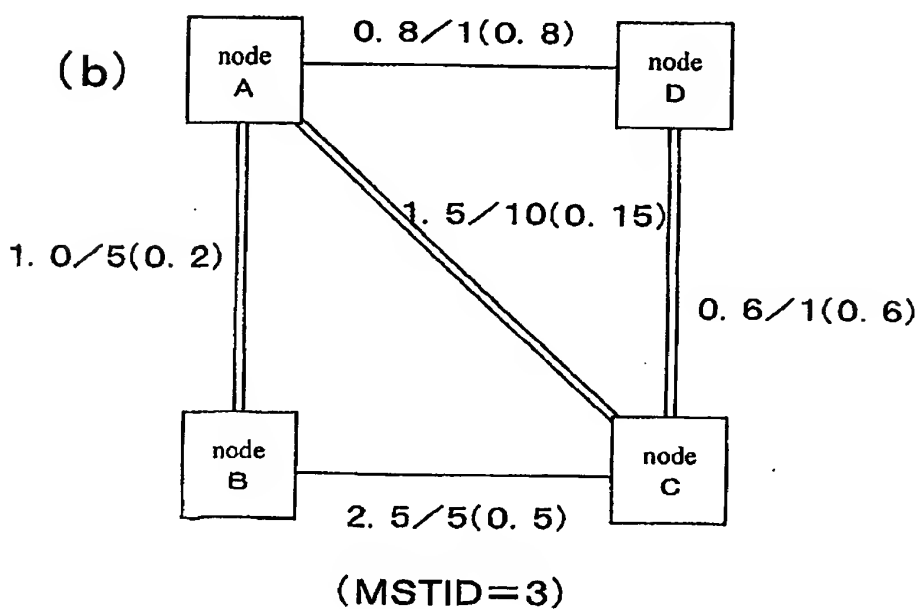 (b)
node
A
0. 8/1(0. 8)
node
D
1. 5/10(0. 15)
1. 0/5(0. 2)
0. 6/1(0. 6)
node
B
2. 5/5(0. 5)
node
C
(MSTID=3)